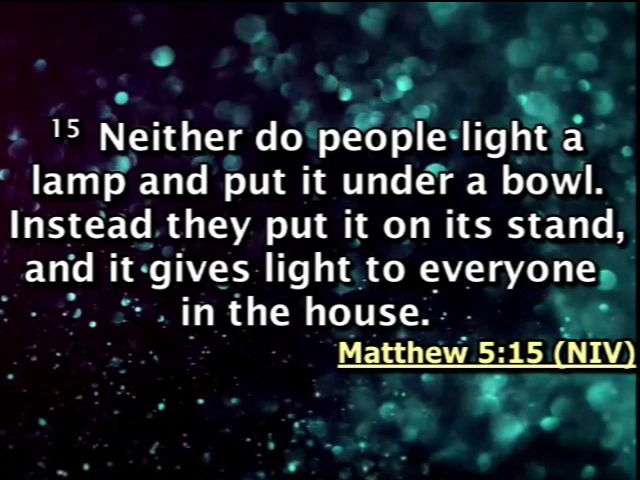 15 Neither do people light a
lamp and put it under a bowl.
Instead they put it on its stand,
and it gives light to everyone
in the house.
Matthew 5:15 (NIV)